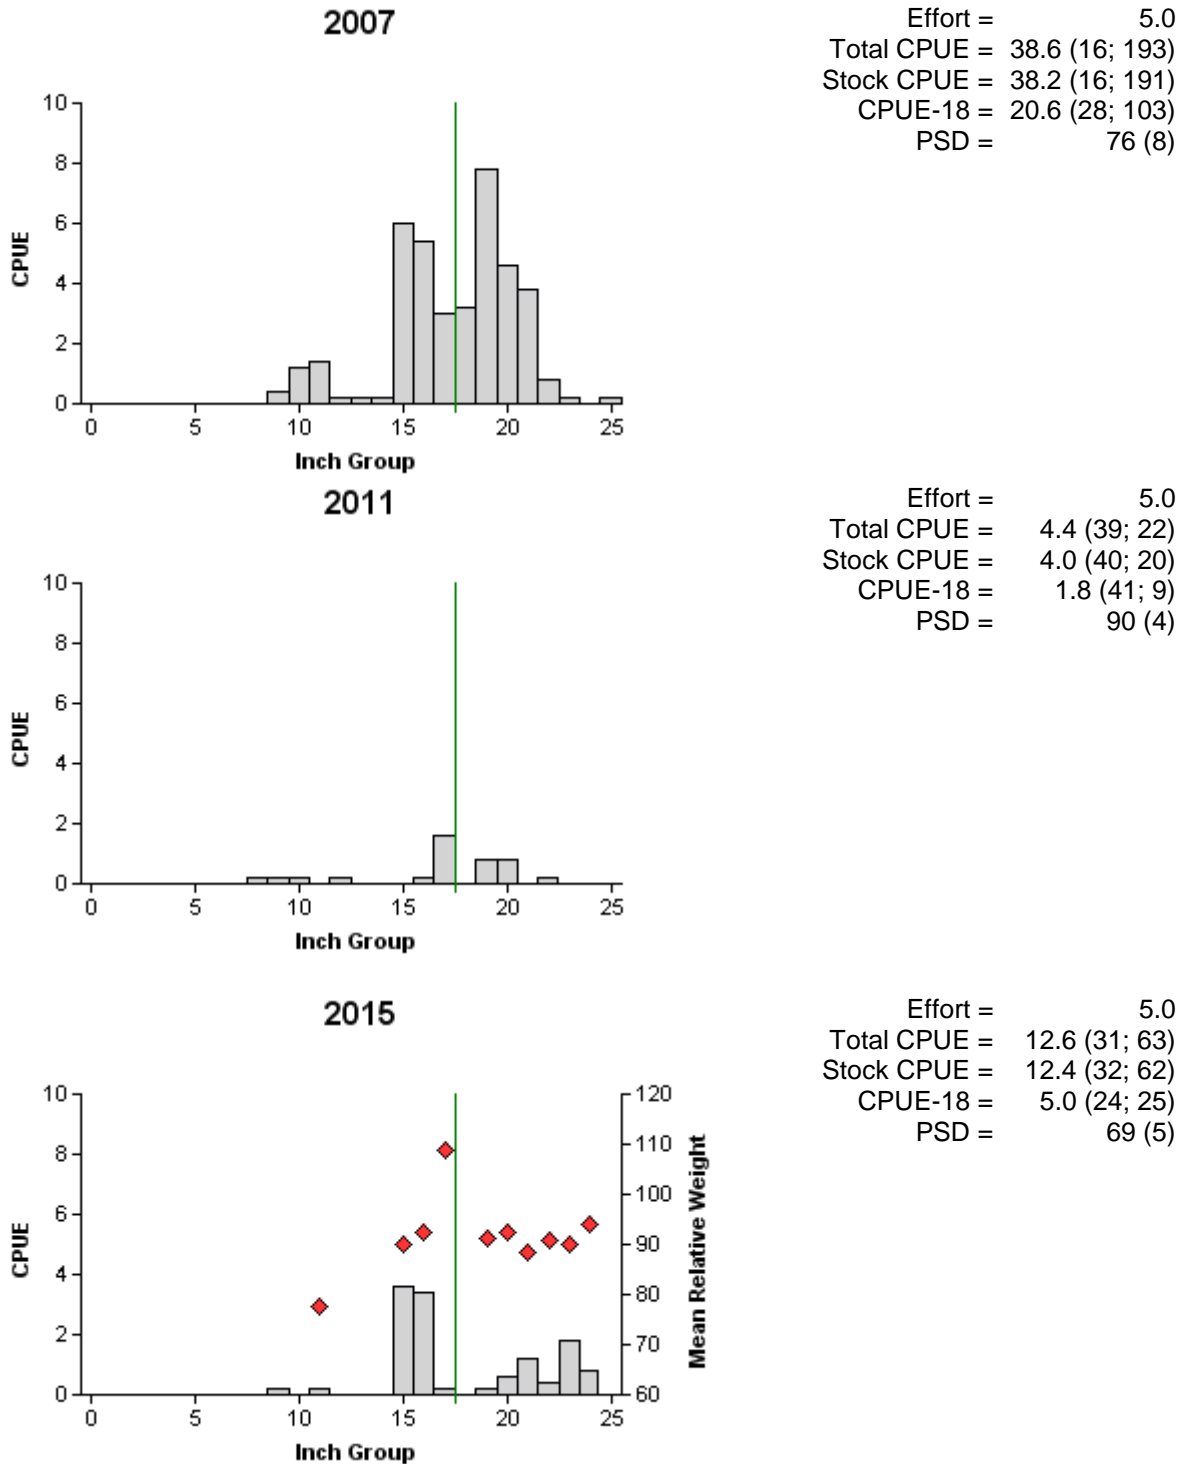 2007
Effort = 5.0
Total CPUE = 38.6 (16; 193)
Stock CPUE = 38.2 (16; 191)
CPUE-18 = 20.6 (28; 103)
PSD = 76 (8)
10
8
6
4
2
0
CPUE
0 5 10 15 20 25
Inch Group
2011
Effort = 5.0
Total CPUE = 4.4 (39; 22)
Stock CPUE = 4.0 (40; 20)
CPUE-18 = 1.8 (41; 9)
PSD = 90 (4)
10
8
6
4
2
0
CPUE
0 5 10 15 20 25
Inch Group
2015
Effort = 5.0
Total CPUE = 12.6 (31; 63)
Stock CPUE = 12.4 (32; 62)
CPUE-18 = 5.0 (24; 25)
PSD = 69 (5)
10
8
6
4
2
0
CPUE
120
110
100
90
80
70
60
Mean Relative Weight
0 5 10 15 20 25
Inch Group